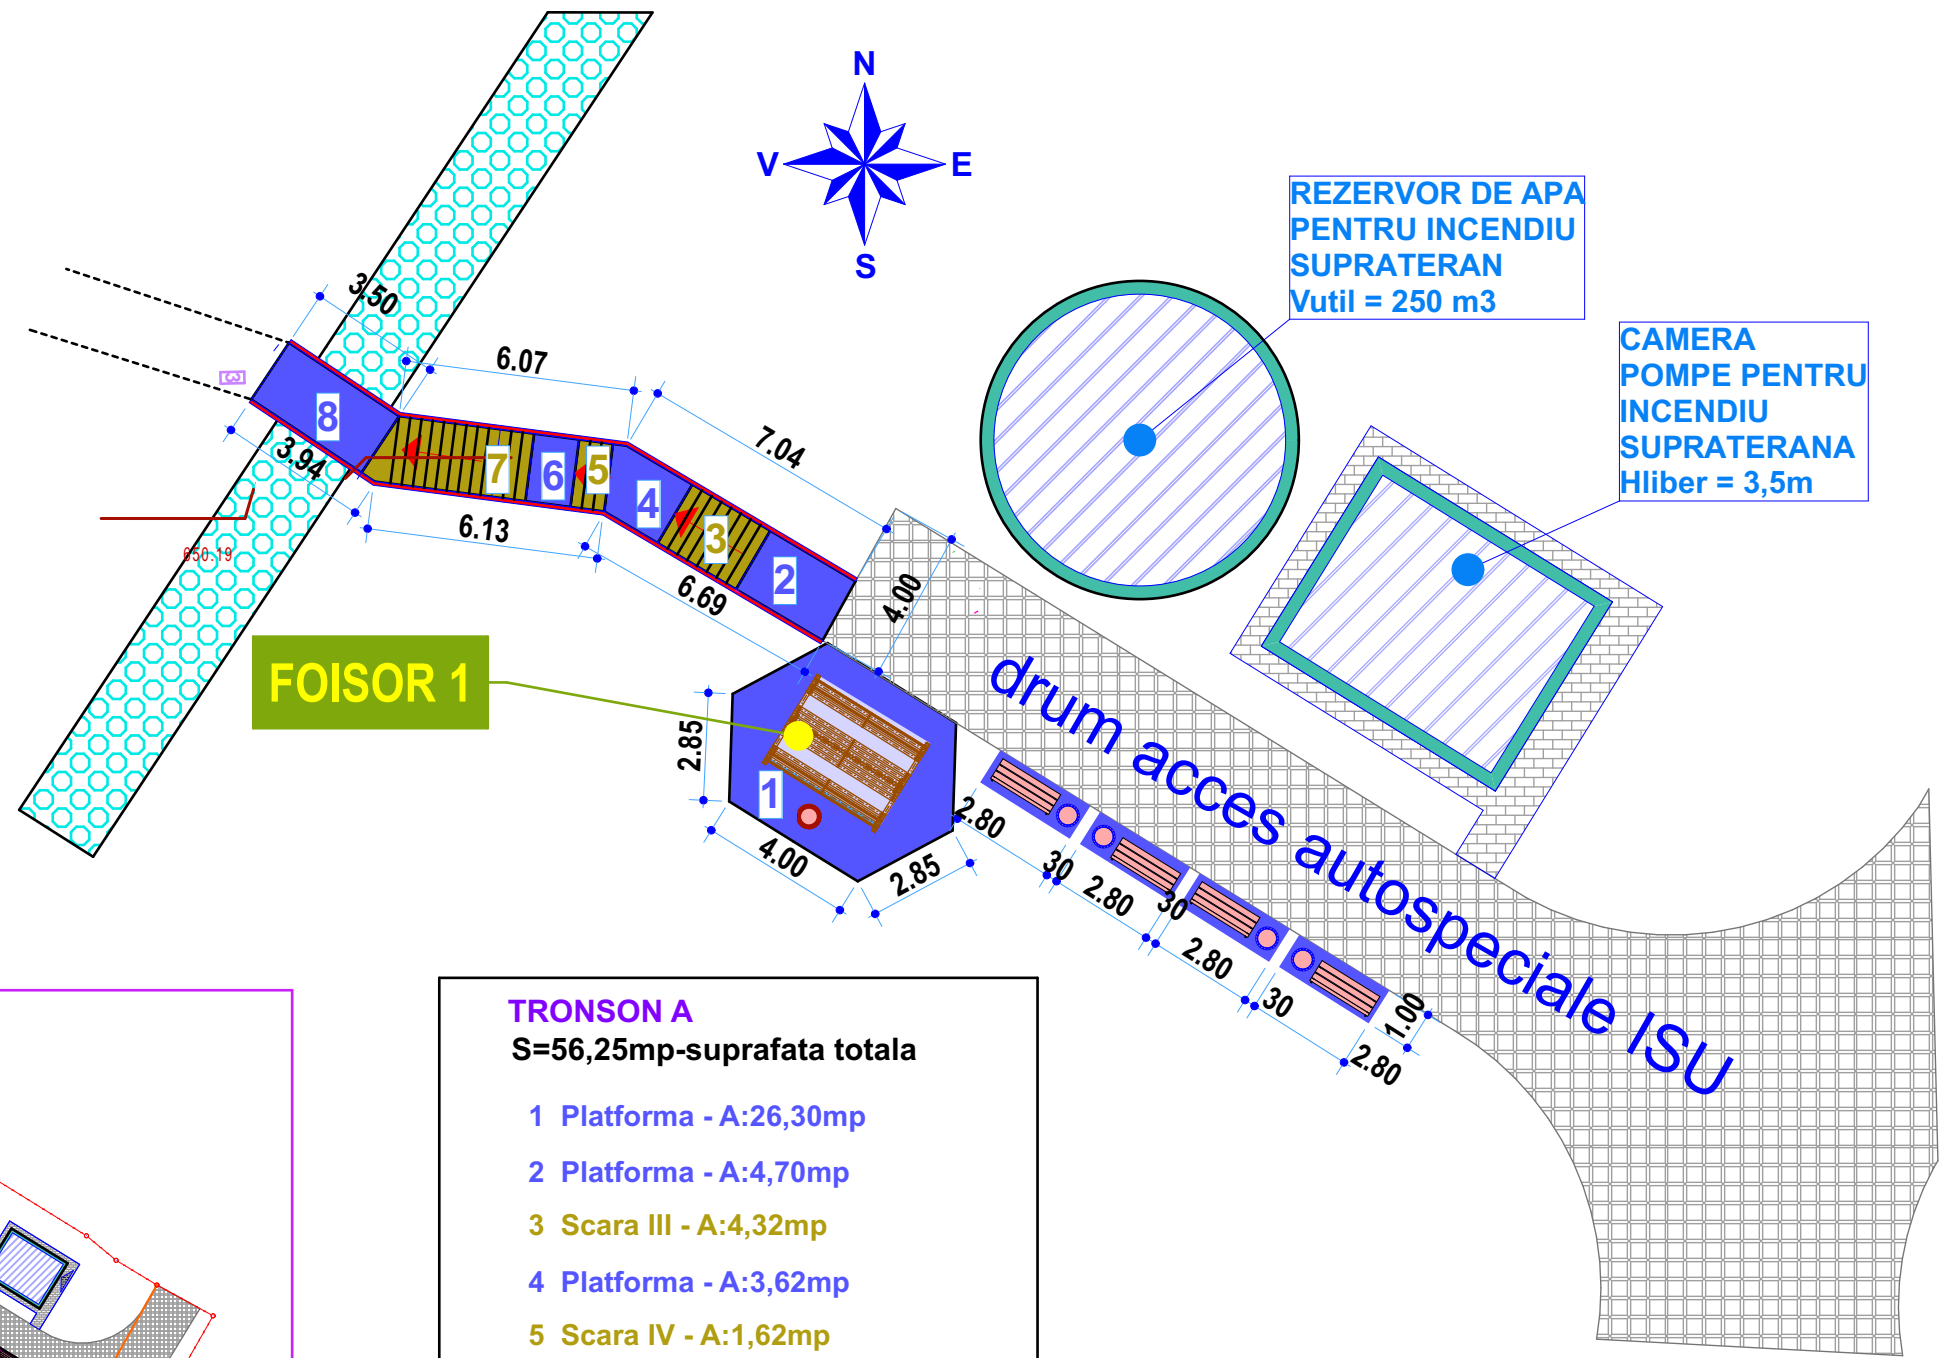 N
V
E
S
REZERVOR DE APA
PENTRU INCENDIU
SUPRATERAN
Vutil = 250 m3
CAMERA
POMPE PENTRU
INCENDIU
SUPRATERANA
Hliber = 3,5m
3.50
6.07
7.04
8
7
6
5
4
3
2
3.94
6.13
6.69
4.00
650.19
FOISOR 1
drum acces autospeciale ISU
2.85
1
4.00
2.85
2.80
30
2.80
30
2.80
30
2.80
1.00
TRONSON A
S=56,25mp-suprafata totala
1 Platforma - A:26,30mp
2 Platforma - A:4,70mp
3 Scara III - A:4,32mp
4 Platforma - A:3,62mp
5 Scara IV - A:1,62mp